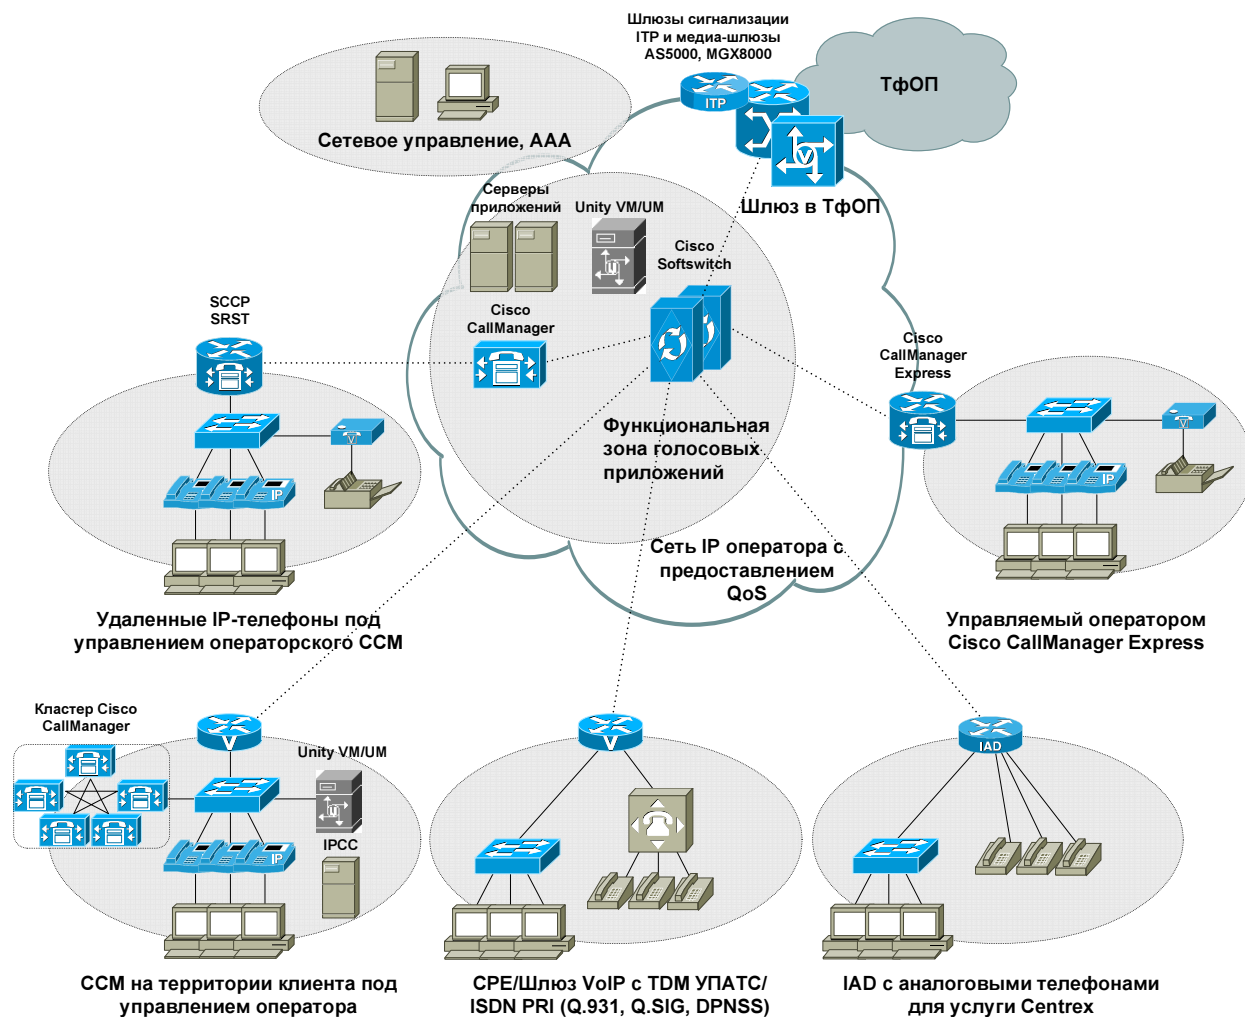 Шлюзы сигнализации
ITP и медиа-шлюзы
AS5000, MGX8000
ТфОП
ITP
Сетевое управление, AAA
V
Шлюз в ТфОП
Серверы
приложений
Unity VM/UM
U
Cisco
Softswitch
SCCP
SRST
Cisco
CallManager
Cisco
CallManager
Express
Функциональная
зона голосовых
приложений
VT
IP
VT
IP
Сеть IP оператора с
предоставлением
QoS
Удаленные IP-телефоны под
управлением операторского CCM
Управляемый оператором
Cisco CallManager Express
Кластер Cisco
CallManager
V
Unity VM/UM
U
IPCC
IP
V
IAD
CCM на территории клиента под
управлением оператора
CPE/Шлюз VoIP с TDM УПАТС/
ISDN PRI (Q.931, Q.SIG, DPNSS)
IAD с аналоговыми телефонами
для услуги Centrex